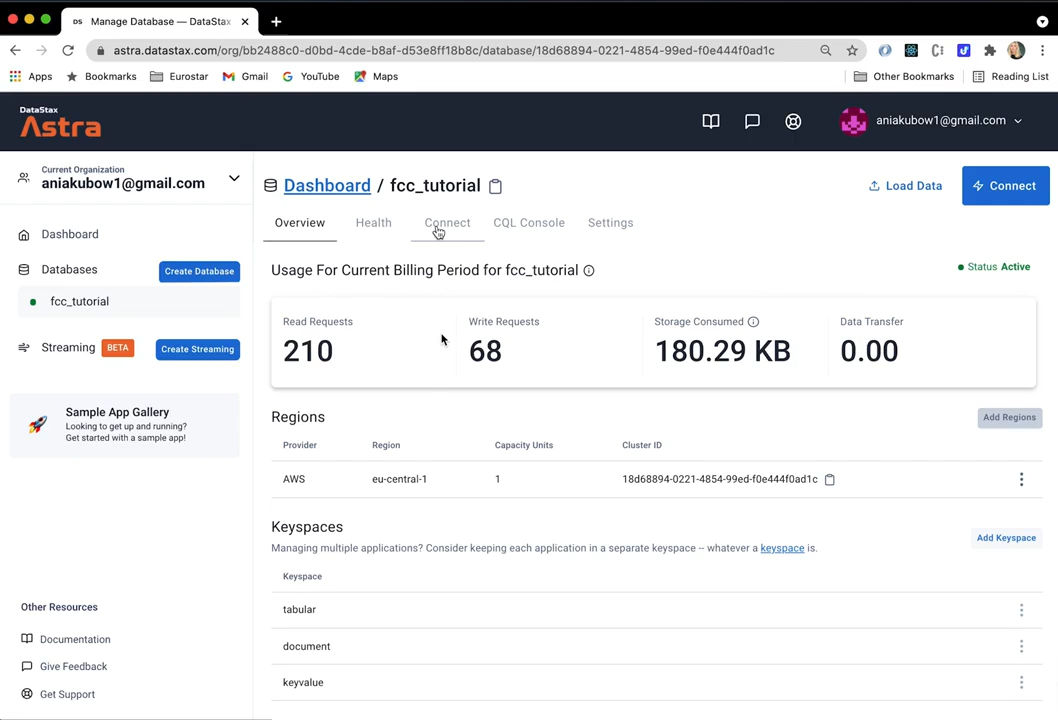 DS Manage Database — DataStax
astra.datastax.com/org/bb2488c0-d0bd-4cde-b8af-d53e8ff18b8c/database/18d68894-0221-4854-99ed-f0e444f0ad1c
Apps Bookmarks Eurostar Gmail YouTube Maps Other Bookmarks Reading List
DataStax
Astra
aniakubow1@gmail.com
Current Organization
aniakubow1@gmail.com
Dashboard
Databases Create Database
fcc_tutorial
Streaming BETA Create Streaming
Sample App Gallery
Looking to get up and running?
Get started with a sample app!
Other Resources
Documentation
Give Feedback
Get Support
Dashboard / fcc_tutorial
Load Data Connect
Overview Health Connect CQL Console Settings
Usage For Current Billing Period for fcc_tutorial
Status Active
Read Requests Write Requests Storage Consumed Data Transfer
210 68 180.29 KB 0.00
Regions Add Regions
Provider Region Capacity Units Cluster ID
AWS eu-central-1 1 18d68894-0221-4854-99ed-f0e444f0ad1c
Keyspaces
Add Keyspace
Managing multiple applications? Consider keeping each application in a separate keyspace -- whatever a keyspace is.
Keyspace
tabular
document
keyvalue